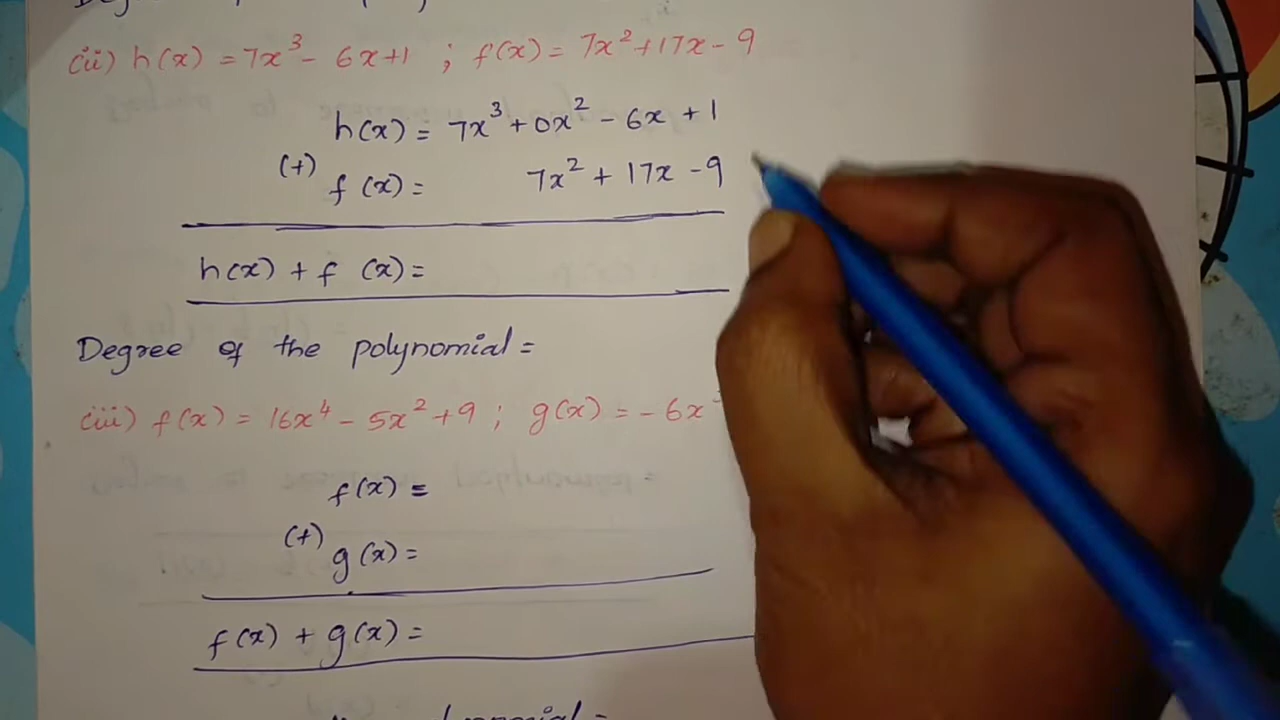 (ii) h(x) = 7x³ - 6x+1 ; f(x) = 7x²+17x-9
h(x) = 7x³ + 0x² - 6x + 1
(+) f(x) = 7x² + 17x - 9
h(x) + f(x) =
Degree of the polynomial =
(iii) f(x) = 16x⁴ - 5x² + 9 ; g(x) = - 6x
f(x) =
(+) g(x) =
f(x) + g(x) =